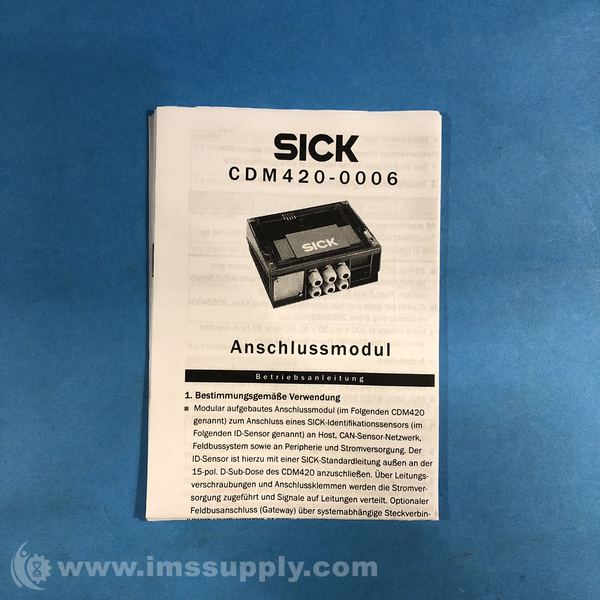 SICK
CDM420-0006
SICK
Anschlussmodul
Betriebsanleitung
1. Bestimmungsgemäße Verwendung
■ Modular aufgebautes Anschlussmodul (im Folgenden CDM420
genannt) zum Anschluss eines SICK-Identifikationssensors (im
Folgenden ID-Sensor genannt) an Host, CAN-Sensor-Netzwerk,
Feldbussystem sowie an Peripherie und Stromversorgung. Der
ID-Sensor ist hierzu mit einer SICK-Standardleitung außen an der
15-pol. D-Sub-Dose des CDM420 anzuschließen. Über Leitungs-
verschraubungen und Anschlussklemmen werden die Stromver-
sorgung zugeführt und Signale auf Leitungen verteilt. Optionaler
Feldbusanschluss (Gateway) über systemabhängige Steckverbin-
www.imssupply.com